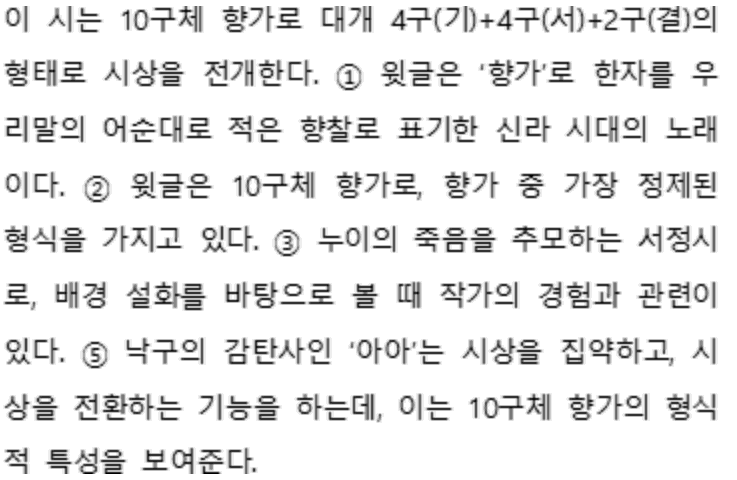 이 시는 10구체 향가로 대개 4구(기)+4구(서)+2구(결)의
형태로 시상을 전개한다. ① 윗글은 ‘향가’로 한자를 우
리말의 어순대로 적은 향찰로 표기한 신라 시대의 노래
이다. ② 윗글은 10구체 향가로, 향가 중 가장 정제된
형식을 가지고 있다. ③ 누이의 죽음을 추모하는 서정시
로, 배경 설화를 바탕으로 볼 때 작가의 경험과 관련이
있다. ⑤ 낙구의 감탄사인 ‘아아’는 시상을 집약하고, 시
상을 전환하는 기능을 하는데, 이는 10구체 향가의 형식
적 특성을 보여준다.